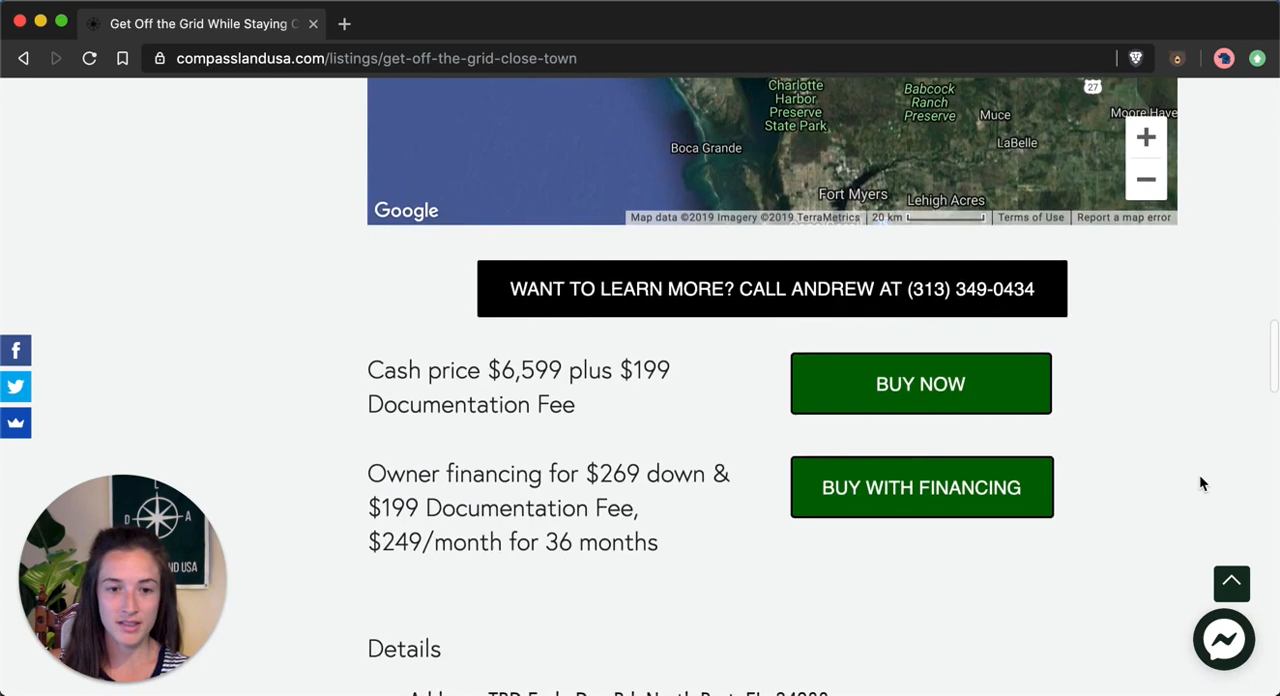 Get Off the Grid While Staying C
compasslandusa.com/listings/get-off-the-grid-close-town
Charlotte
Harbor
Preserve
State Park
Babcock
Ranch
Preserve
27
Muce
Moore Have
Boca Grande
LaBelle
Fort Myers
Lehigh Acres
Google
Map data ©2019 Imagery ©2019 TerraMetrics
20 km
Terms of Use
Report a map error
WANT TO LEARN MORE? CALL ANDREW AT (313) 349-0434
Cash price $6,599 plus $199
Documentation Fee
BUY NOW
Owner financing for $269 down &
$199 Documentation Fee,
$249/month for 36 months
BUY WITH FINANCING
D A
ND USA
Details